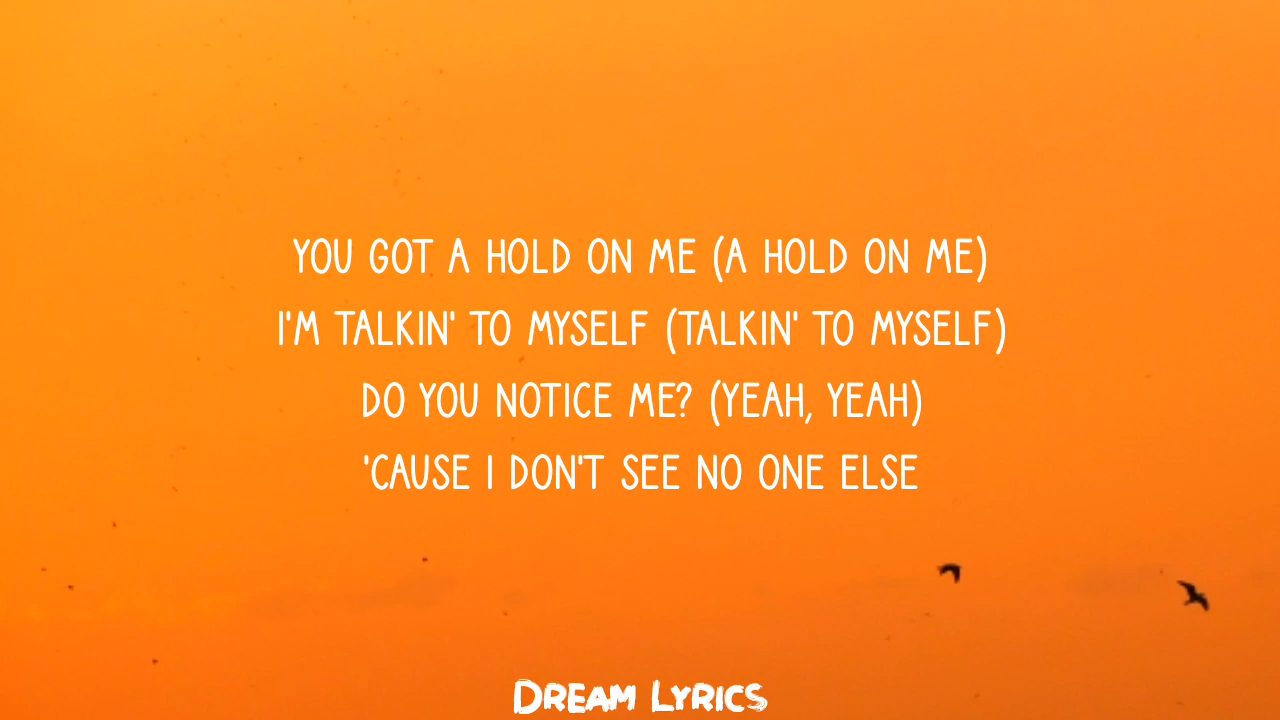 YOU GOT A HOLD ON ME (A HOLD ON ME)
I'M TALKIN' TO MYSELF (TALKIN' TO MYSELF)
DO YOU NOTICE ME? (YEAH, YEAH)
'CAUSE I DON'T SEE NO ONE ELSE
DREAM LYRICS